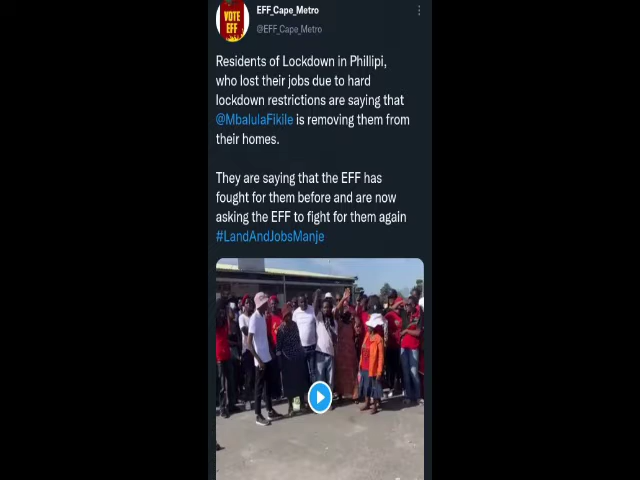 VOTE
EFF
EFF_Cape_Metro
@EFF_Cape_Metro
Residents of Lockdown in Phillipi,
who lost their jobs due to hard
lockdown restrictions are saying that
@MbalulaFikile is removing them from
their homes.
They are saying that the EFF has
fought for them before and are now
asking the EFF to fight for them again
#LandAndJobsManje